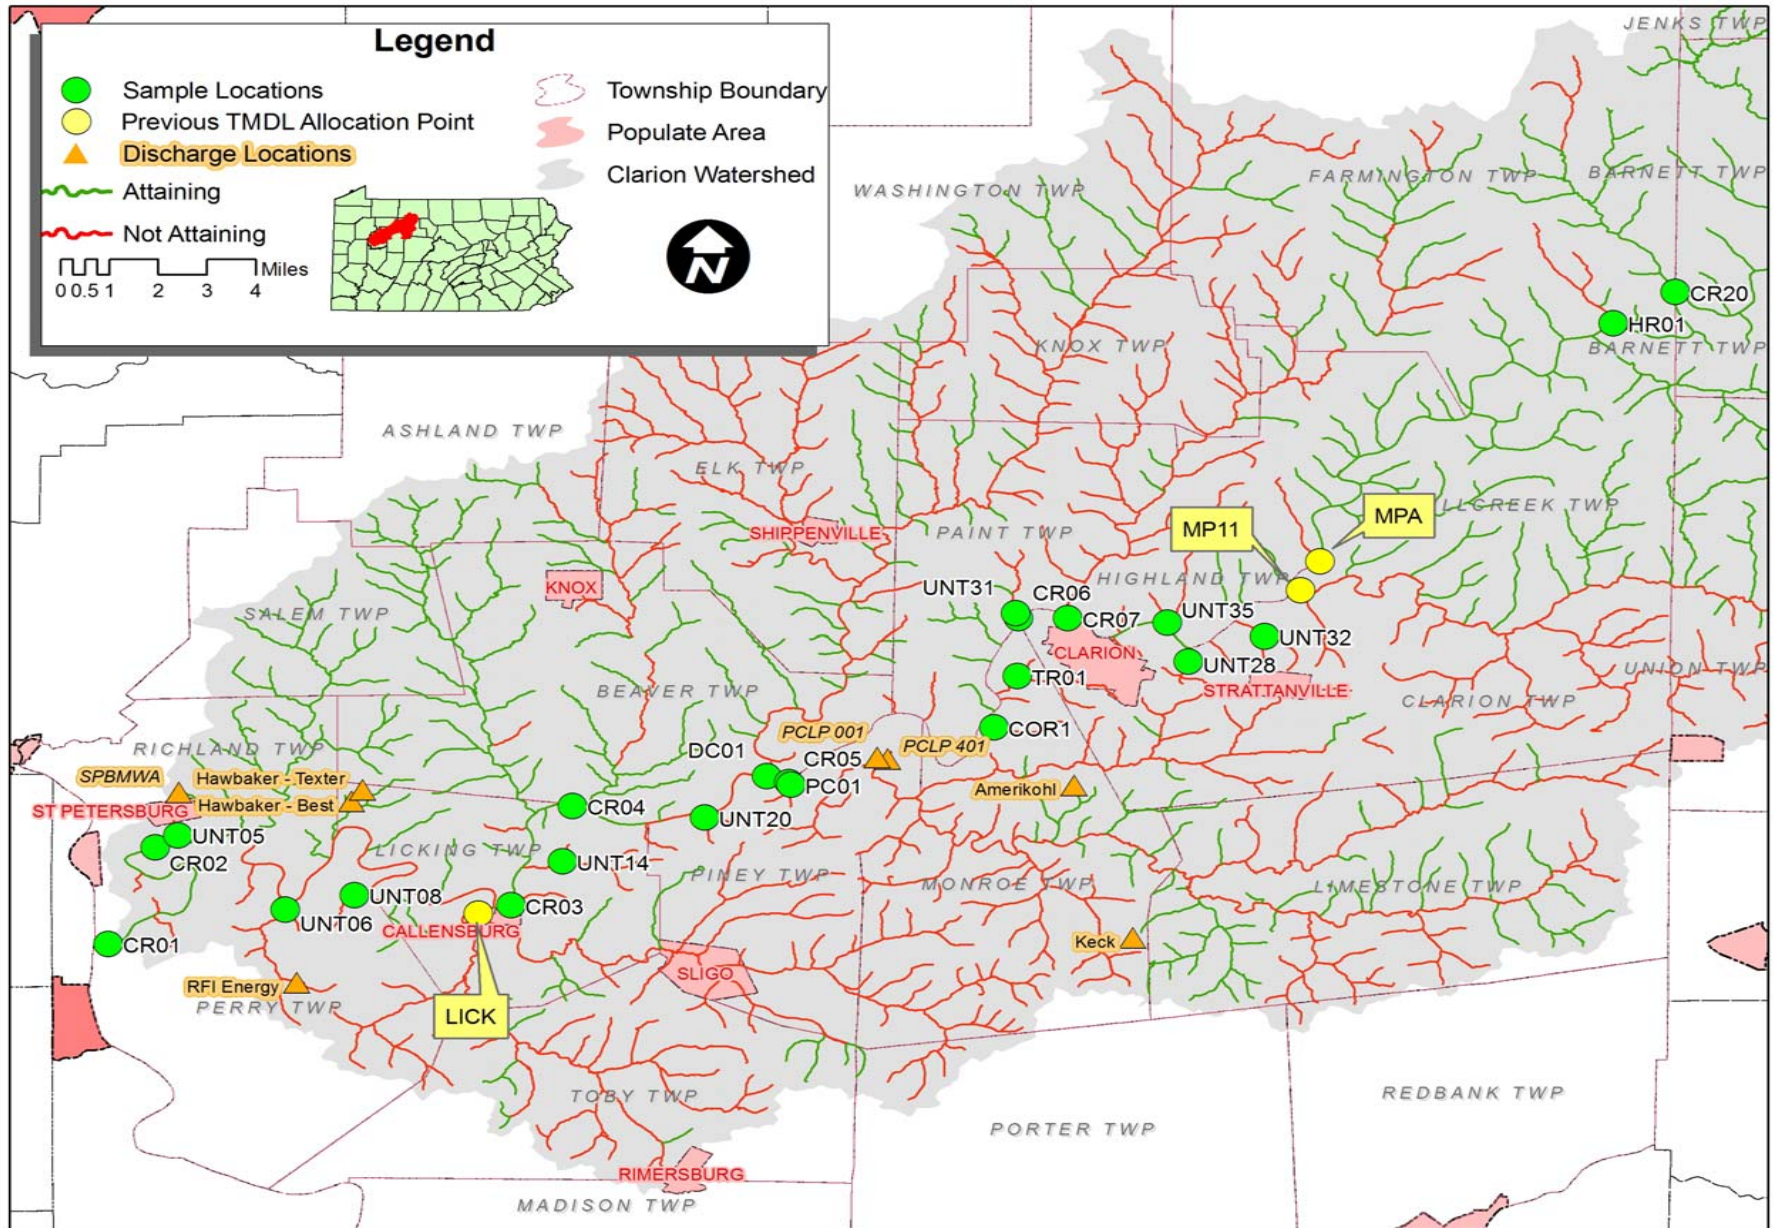 Legend
Sample Locations
Previous TMDL Allocation Point
Discharge Locations
Attaining
Not Attaining
Miles
0 0.5 1 2 3 4
Township Boundary
Populate Area
Clarion Watershed
N
JENKS TWP
WASHINGTON TWP
FARMINGTON TWP
BARNETT TWP
CR20
HR01
BARNETT TWP
KNOX TWP
ASHLAND TWP
ELK TWP
LLCREEK TWP
MPA
MP11
SHIPPENVILLE
PAINT TWP
KNOX
HIGHLAND TWP
UNT31
CR06
CR07
UNT35
SALEM TWP
UNT32
CLARION
UNT28
UNION TWP
TR01
BEAVER TWP
STRATTANVILLE
CLARION TWP
COR1
PCLP 001
PCLP 401
RICHLAND TWP
DC01
CR05
SPBMWA
Hawbaker - Texter
PC01
Amerikohl
Hawbaker - Best
CR04
ST PETERSBURG
UNT20
UNT05
CR02
LICKING TWP
UNT14
PINEY TWP
MONROE TWP
LIMESTONE TWP
UNT08
CR03
UNT06
CALLENSBURG
CR01
Keck
SLIGO
RFI Energy
PERRY TWP
LICK
TOBY TWP
REDBANK TWP
PORTER TWP
RIMERSBURG
MADISON TWP